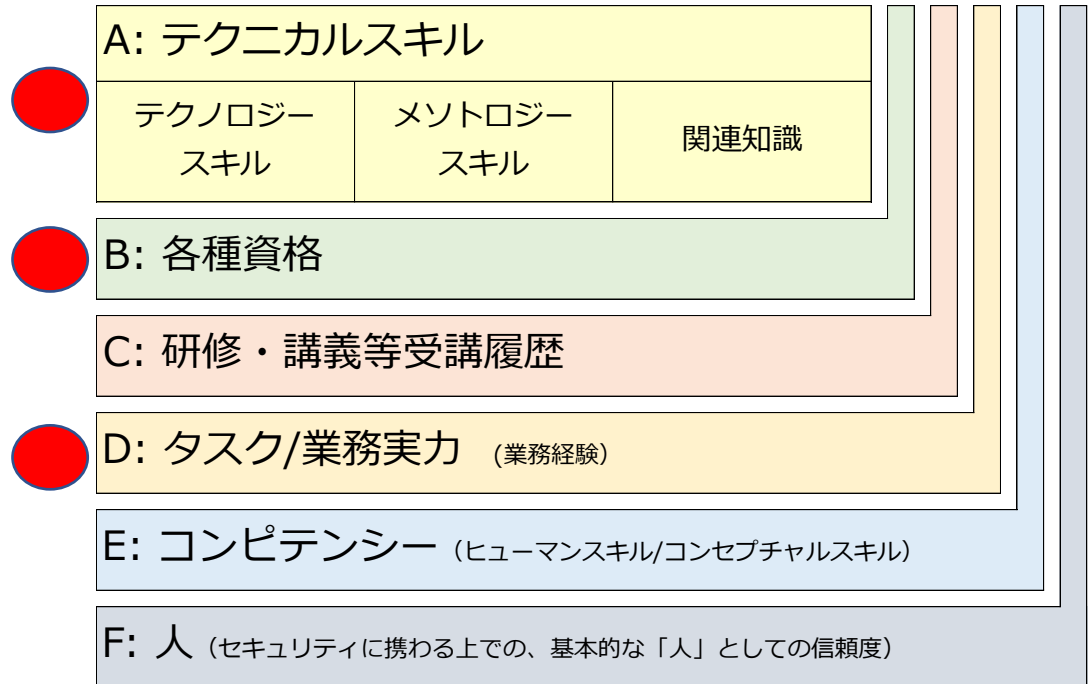 A: テクニカルスキル
テクノロジー
スキル
メソトロジー
スキル
関連知識
B: 各種資格
C: 研修・講義等受講履歴
D: タスク/業務実力 (業務経験)
E: コンピテンシー（ヒューマンスキル/コンセプチャルスキル）
F: 人（セキュリティに携わる上での、基本的な「人」としての信頼度）